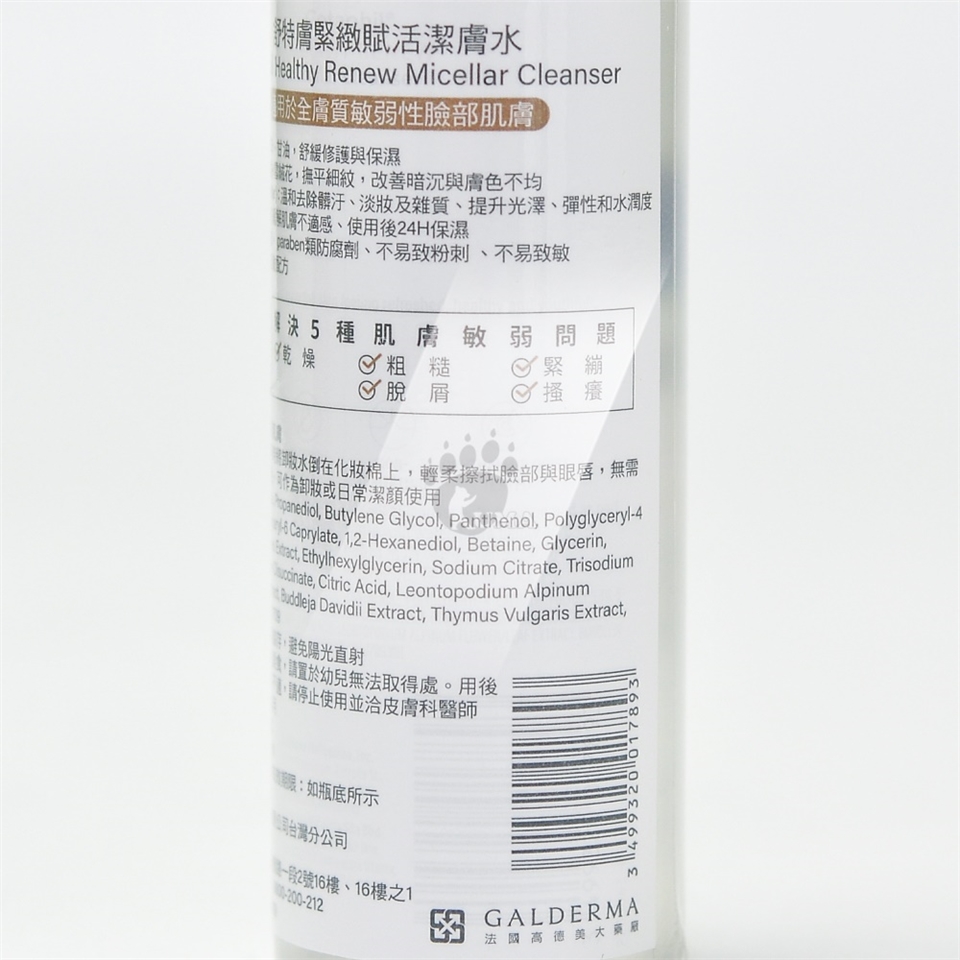 舒特膚緊緻賦活潔膚水
Healthy Renew Micellar Cleanser
用於全膚質敏弱性臉部肌膚
甘油，舒緩修護與保濕
絨花，撫平細紋，改善暗沉與膚色不均
溫和去除髒汙、淡妝及雜質、提升光澤、彈性和水潤度
解肌膚不適感、使用後24H保濕
paraben類防腐劑、不易致粉刺 、不易致敏
配方
解決5種肌膚敏弱問題
乾燥 粗糙 緊繃
脫屑 搔癢
膚
卸妝水倒在化妝棉上，輕柔擦拭臉部與眼唇，無需
可作為卸妝或日常潔顏使用
Propanediol, Butylene Glycol, Panthenol, Polyglyceryl-4
Caprylate, 1,2-Hexanediol, Betaine, Glycerin,
Extract, Ethylhexylglycerin, Sodium Citrate, Trisodium
Citric Acid, Leontopodium Alpinum
Buddleja Davidii Extract, Thymus Vulgaris Extract,
避免陽光直射
請置於幼兒無法取得處。用後
請停止使用並洽皮膚科醫師
期限：如瓶底所示
公司台灣分公司
一段2號16樓、16樓之1
-200-212
3 499320 017893
GALDERMA
法國高德美大藥廠